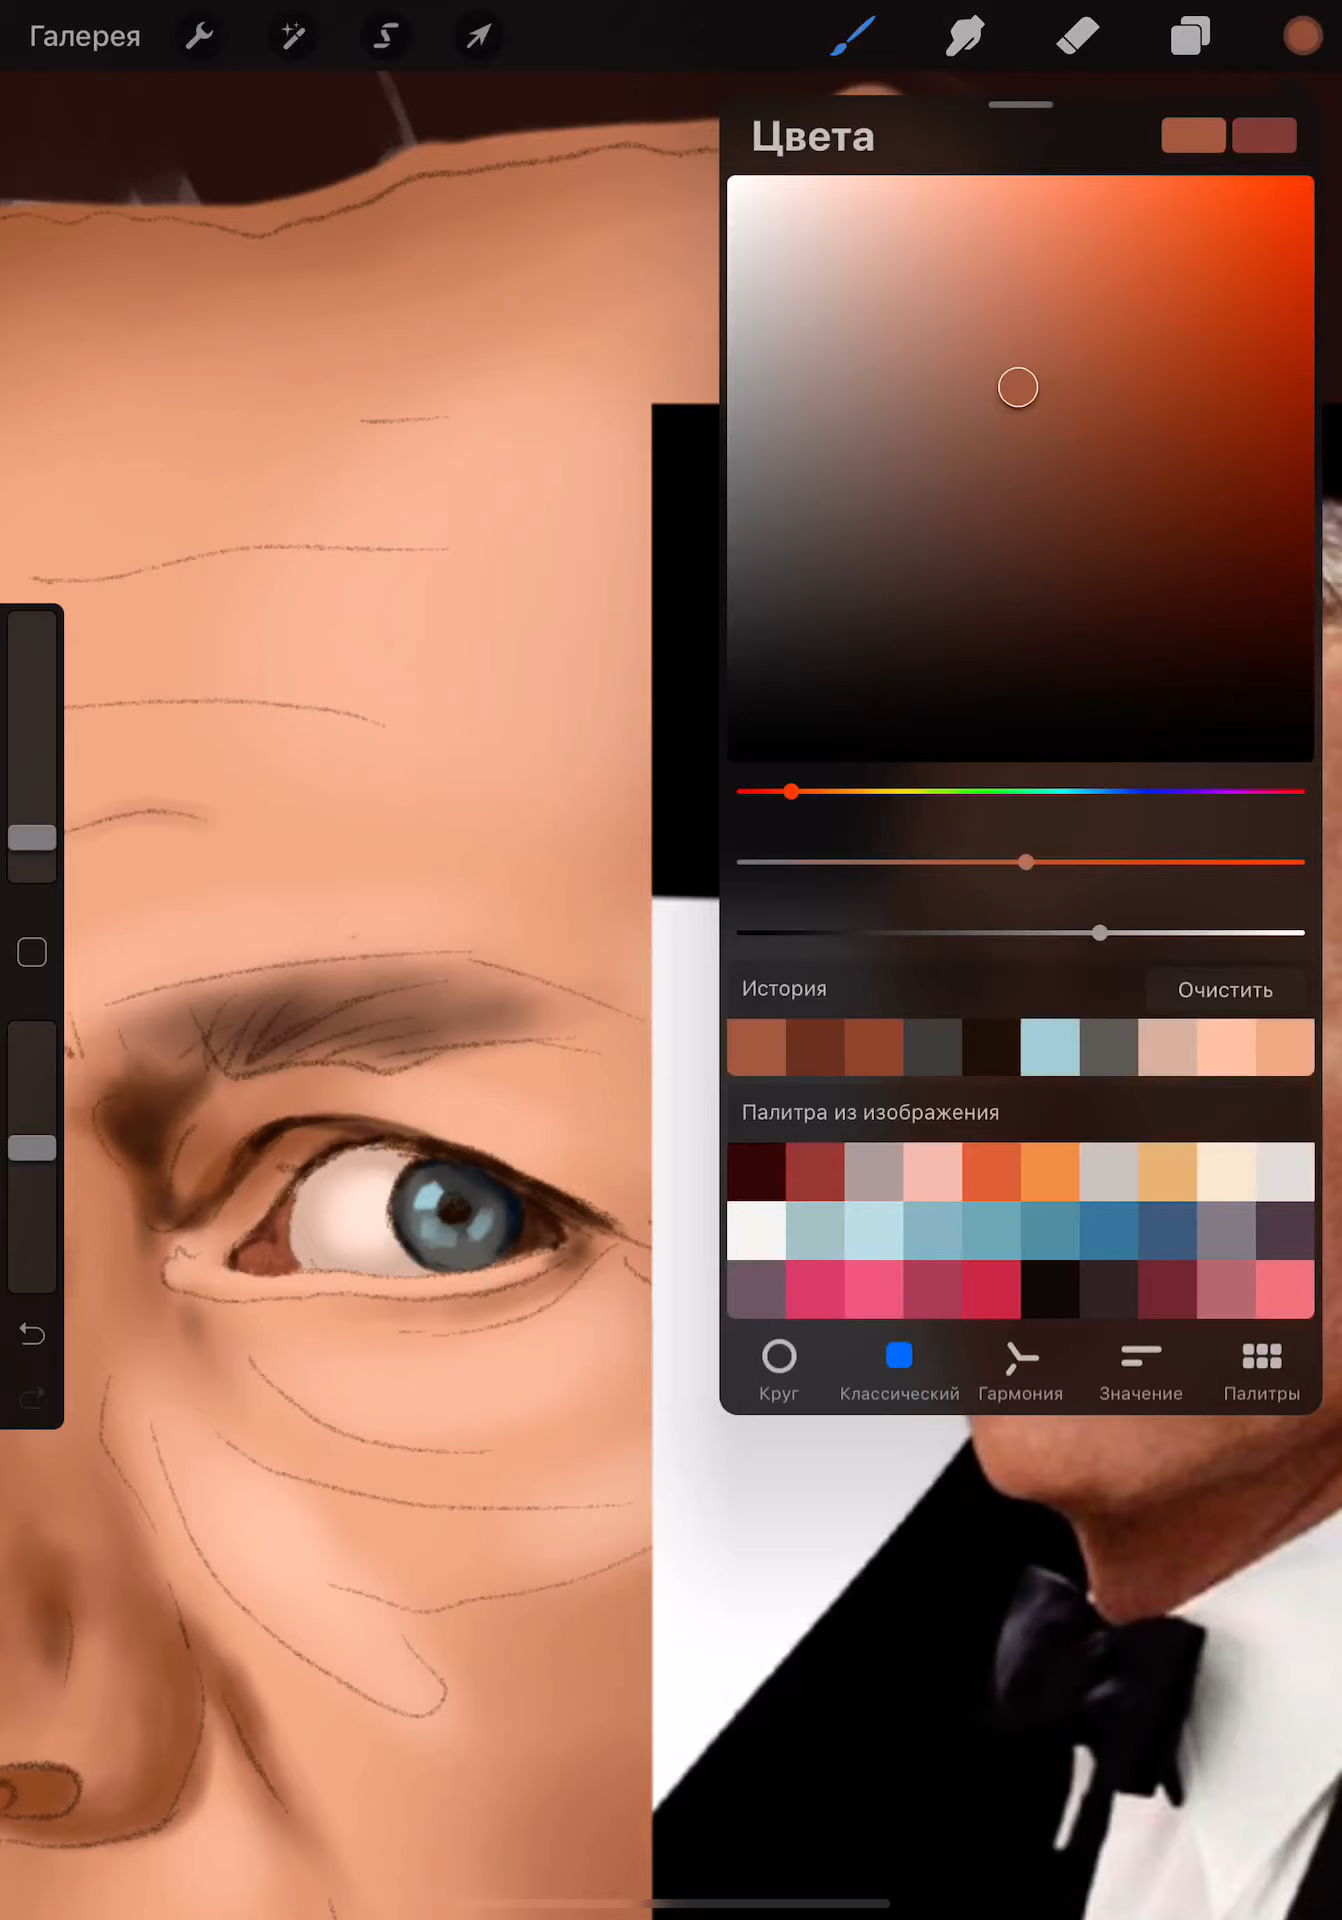 Галерея
Цвета
История
Очистить
Палитра из изображения
Круг
Классический
Гармония
Значение
Палитры